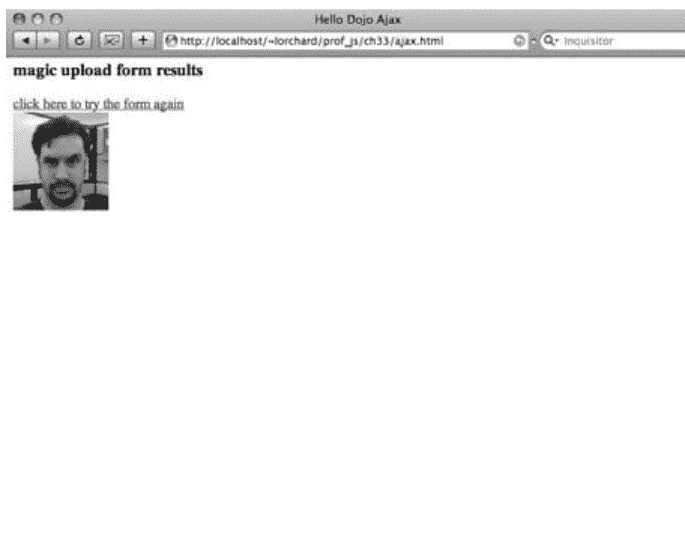 Hello Dojo Ajax
http://localhost/~lorchard/prof_js/ch33/ajax.html
Inquisitor
magic upload form results
click here to try the form again